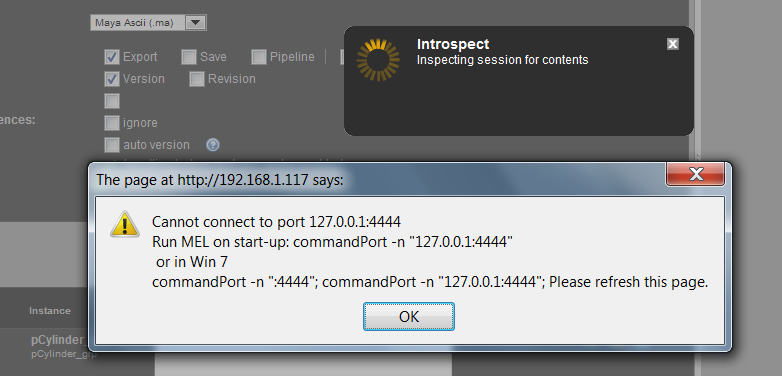 Maya Ascii (.ma)
Export Save Pipeline
Version Revision
ences:
ignore
auto version ?
Introspect
Inspecting session for contents
The page at http://192.168.1.117 says:
Cannot connect to port 127.0.0.1:4444
Run MEL on start-up: commandPort -n "127.0.0.1:4444"
or in Win 7
commandPort -n ":4444"; commandPort -n "127.0.0.1:4444"; Please refresh this page.
OK
Instance
pCylinder
pCylinder_grp